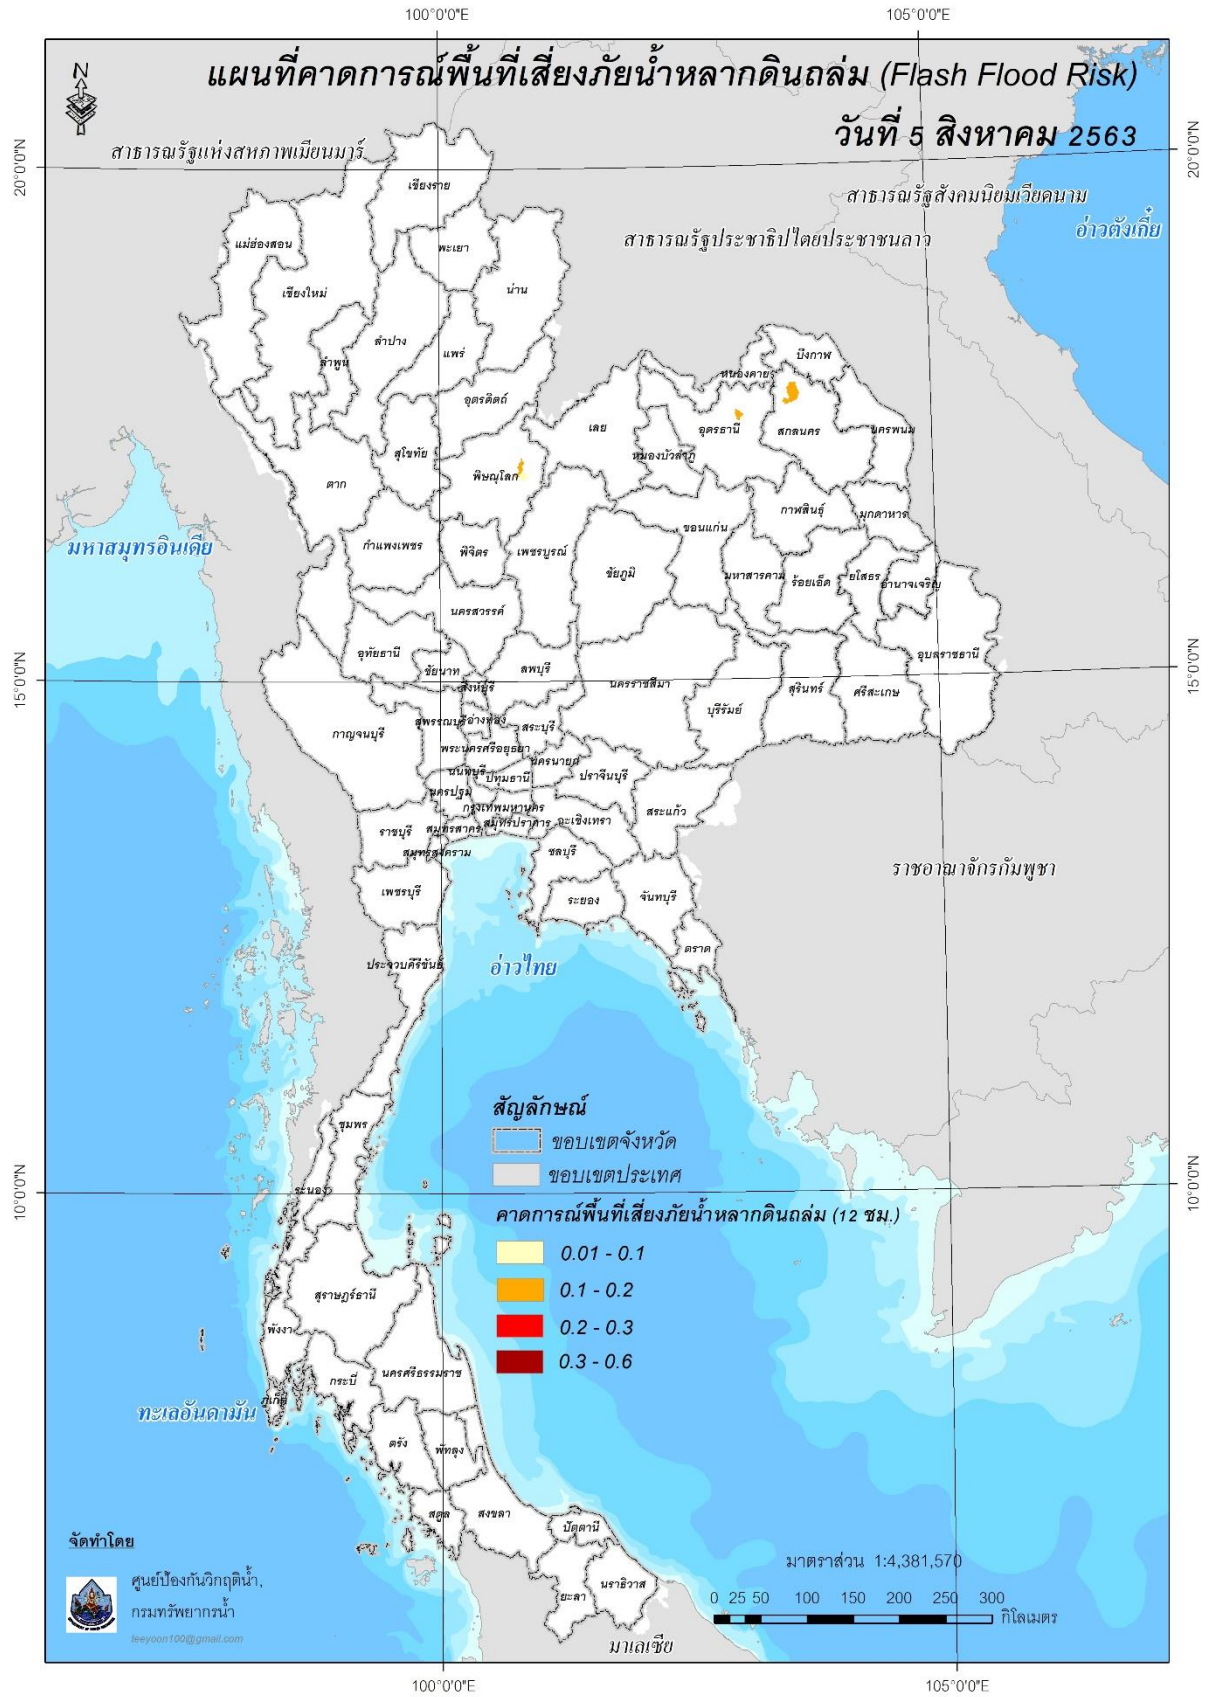 100°0'0"E
105°0'0"E
แผนที่คาดการณ์พื้นที่เสี่ยงภัยน้ำหลากดินถล่ม (Flash Flood Risk)
วันที่ 5 สิงหาคม 2563
N
20°0'0"N
20°0'0"N
สาธารณรัฐแห่งสหภาพเมียนมาร์
สาธารณรัฐสังคมนิยมเวียดนาม
สาธารณรัฐประชาธิปไตยประชาชนลาว
อ่าวตังเกี๋ย
เชียงราย
แม่ฮ่องสอน
พะเยา
เชียงใหม่
น่าน
ลำปาง
แพร่
ลำพูน
บึงกาฬ
หนองคาย
อุตรดิตถ์
เลย
อุดรธานี
สกลนคร
นครพนม
สุโขทัย
หนองบัวลำภู
ตาก
พิษณุโลก
กาฬสินธุ์
มุกดาหาร
ขอนแก่น
มหาสมุทรอินเดีย
กำแพงเพชร
พิจิตร
เพชรบูรณ์
ชัยภูมิ
มหาสารคาม
ร้อยเอ็ด
ยโสธร
อำนาจเจริญ
นครสวรรค์
อุทัยธานี
ชัยนาท
ลพบุรี
อุบลราชธานี
15°0'0"N
15°0'0"N
สิงห์บุรี
นครราชสีมา
สุรินทร์
ศรีสะเกษ
บุรีรัมย์
สุพรรณบุรี
อ่างทอง
สระบุรี
กาญจนบุรี
พระนครศรีอยุธยา
นครนายก
นนทบุรี
ปทุมธานี
ปราจีนบุรี
นครปฐม
กรุงเทพมหานคร
สระแก้ว
ราชบุรี
สมุทรสาคร
สมุทรปราการ
ฉะเชิงเทรา
สมุทรสงคราม
ชลบุรี
ราชอาณาจักรกัมพูชา
เพชรบุรี
ระยอง
จันทบุรี
ตราด
ประจวบคีรีขันธ์
อ่าวไทย
สัญลักษณ์
ขอบเขตจังหวัด
ขอบเขตประเทศ
ชุมพร
ระนอง
10°0'0"N
10°0'0"N
คาดการณ์พื้นที่เสี่ยงภัยน้ำหลากดินถล่ม (12 ชม.)
0.01 - 0.1
0.1 - 0.2
0.2 - 0.3
0.3 - 0.6
สุราษฎร์ธานี
พังงา
กระบี่
นครศรีธรรมราช
ภูเก็ต
ทะเลอันดามัน
ตรัง
พัทลุง
สตูล
สงขลา
ปัตตานี
ยะลา
นราธิวาส
มาเลเซีย
จัดทำโดย
ศูนย์ป้องกันวิกฤติน้ำ,
กรมทรัพยากรน้ำ
teeyoon100@gmail.com
มาตราส่วน 1:4,381,570
0 25 50 100 150 200 250 300
กิโลเมตร
100°0'0"E
105°0'0"E